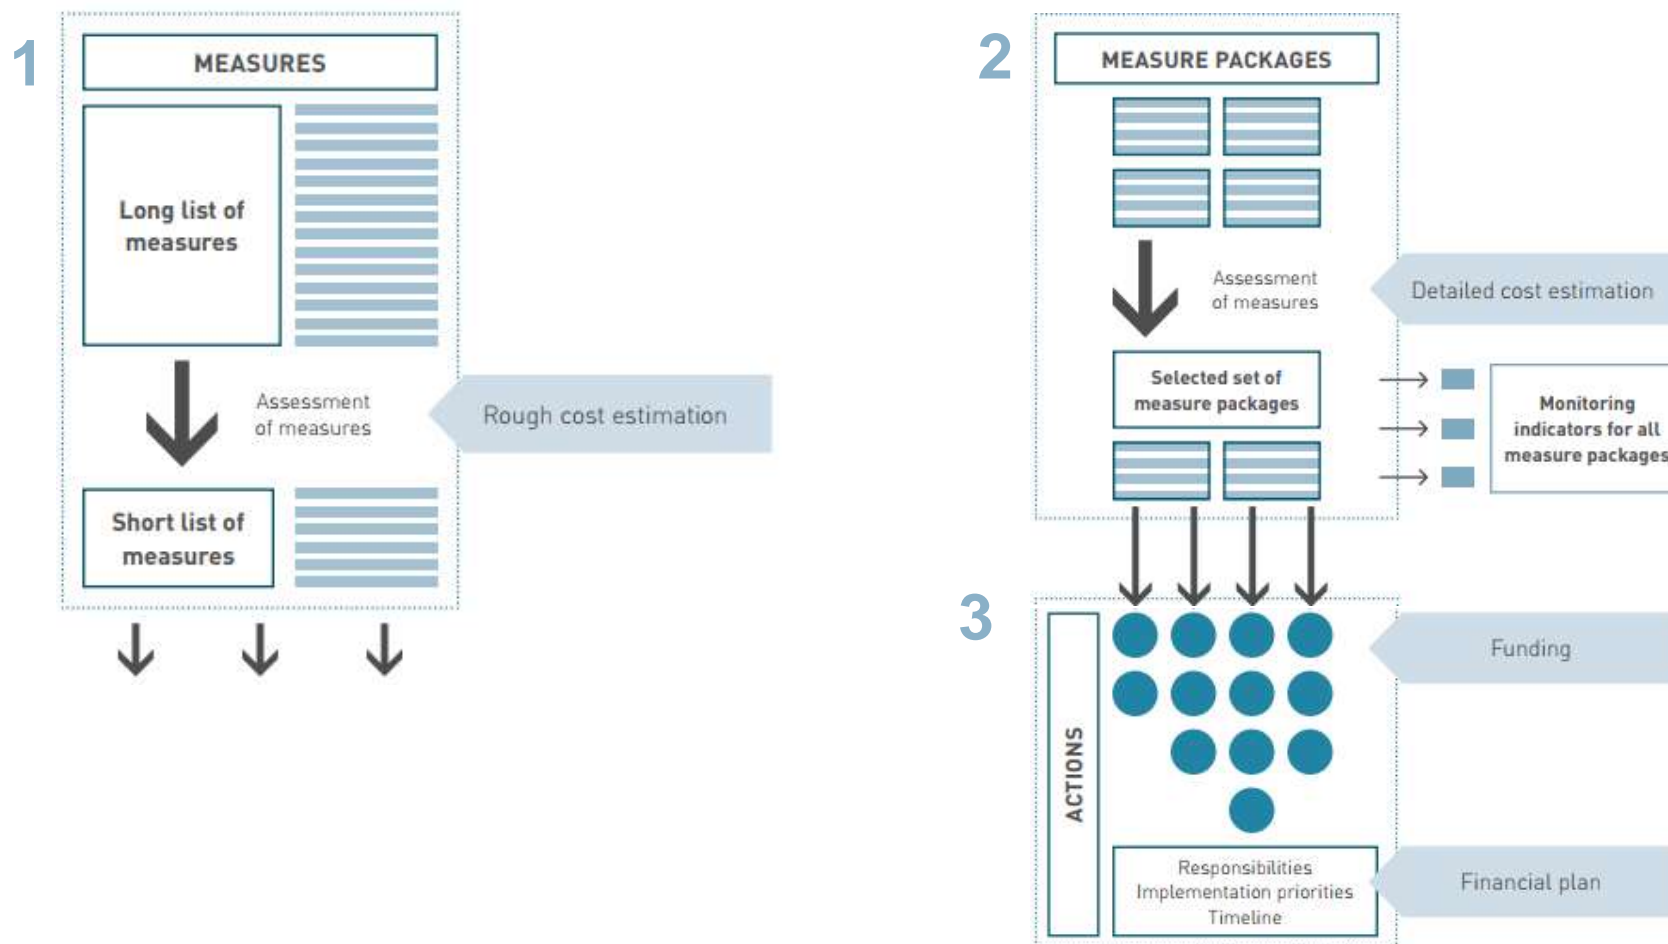 1
MEASURES
Long list of
measures
Assessment
of measures
Rough cost estimation
Short list of
measures
2
MEASURE PACKAGES
Assessment
of measures
Detailed cost estimation
Selected set of
measure packages
Monitoring
indicators for all
measure packages
3
ACTIONS
Funding
Responsibilities
Implementation priorities
Timeline
Financial plan